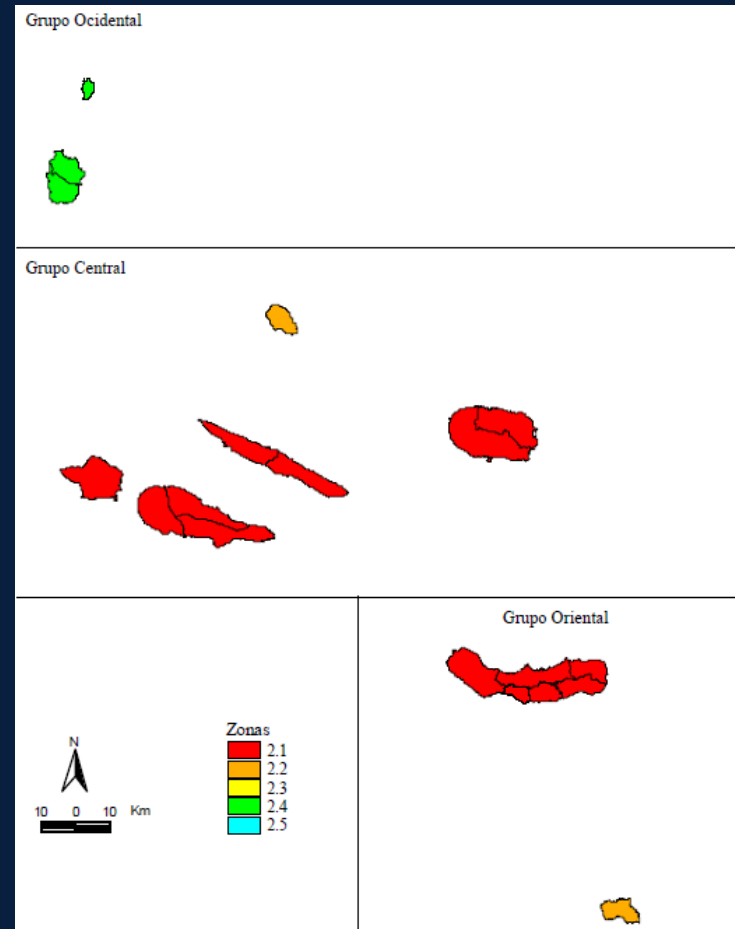 Grupo Ocidental
Grupo Central
Grupo Oriental
N
10 0 10 Km
Zonas
2.1
2.2
2.3
2.4
2.5